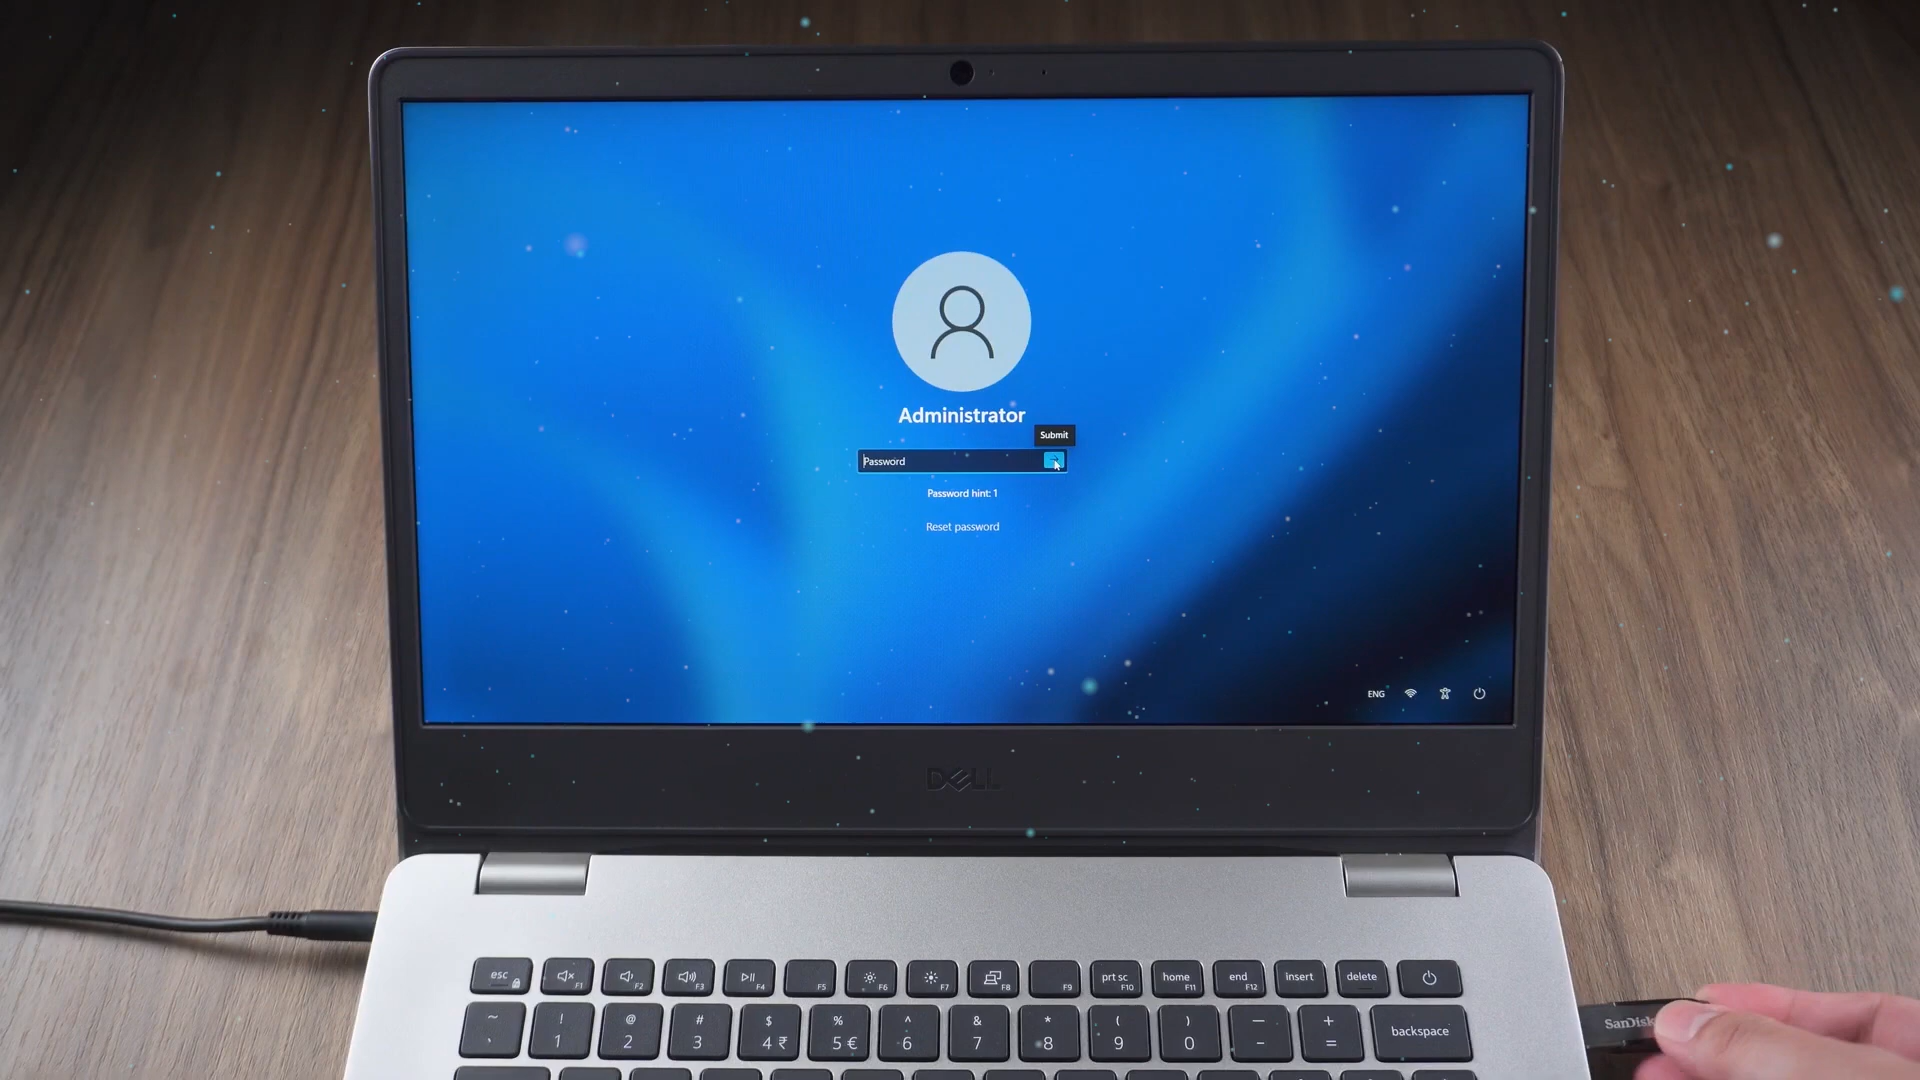 Administrator
Submit
Password
Password hint: 1
Reset password
ENG
DELL
esc F1 F2 F3 F4 F5 F6 F7 F8 F9 prt sc F10 home F11 end F12 insert delete
~ ` ! 1 @ 2 # 3 $ 4 ₹ % 5 € ^ 6 & 7 * 8 ( 9 ) 0 — - + = backspace
SanDisk